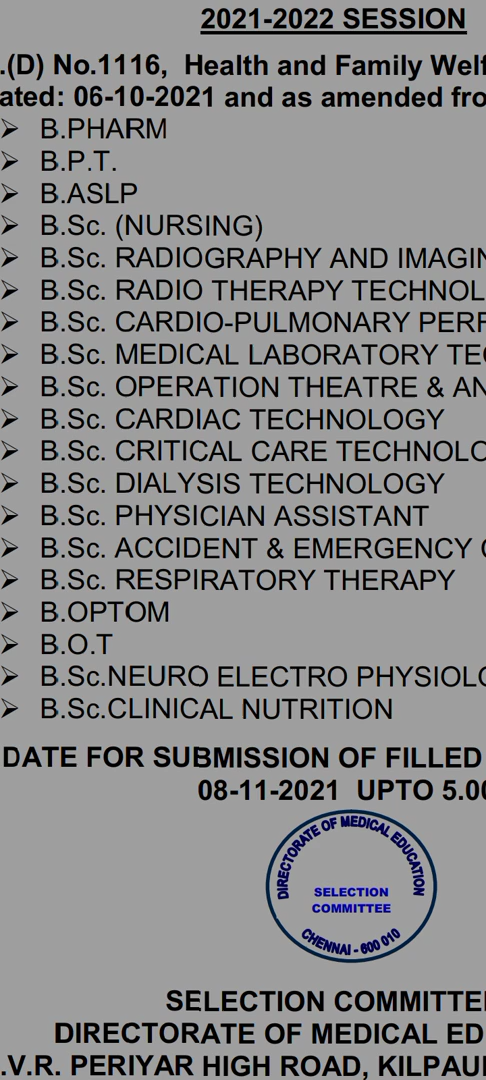 2021-2022 SESSION
.(D) No.1116, Health and Family Welf
ated: 06-10-2021 and as amended fro
➢ B.PHARM
➢ B.P.T.
➢ B.ASLP
➢ B.Sc. (NURSING)
➢ B.Sc. RADIOGRAPHY AND IMAGIN
➢ B.Sc. RADIO THERAPY TECHNOL
➢ B.Sc. CARDIO-PULMONARY PERF
➢ B.Sc. MEDICAL LABORATORY TEC
➢ B.Sc. OPERATION THEATRE & AN
➢ B.Sc. CARDIAC TECHNOLOGY
➢ B.Sc. CRITICAL CARE TECHNOLO
➢ B.Sc. DIALYSIS TECHNOLOGY
➢ B.Sc. PHYSICIAN ASSISTANT
➢ B.Sc. ACCIDENT & EMERGENCY C
➢ B.Sc. RESPIRATORY THERAPY
➢ B.OPTOM
➢ B.O.T
➢ B.Sc.NEURO ELECTRO PHYSIOLO
➢ B.Sc.CLINICAL NUTRITION
DATE FOR SUBMISSION OF FILLED
08-11-2021 UPTO 5.00
DIRECTORATE OF MEDICAL EDUCATION
SELECTION
COMMITTEE
CHENNAI - 600 010
SELECTION COMMITTEE
DIRECTORATE OF MEDICAL ED
.V.R. PERIYAR HIGH ROAD, KILPAU